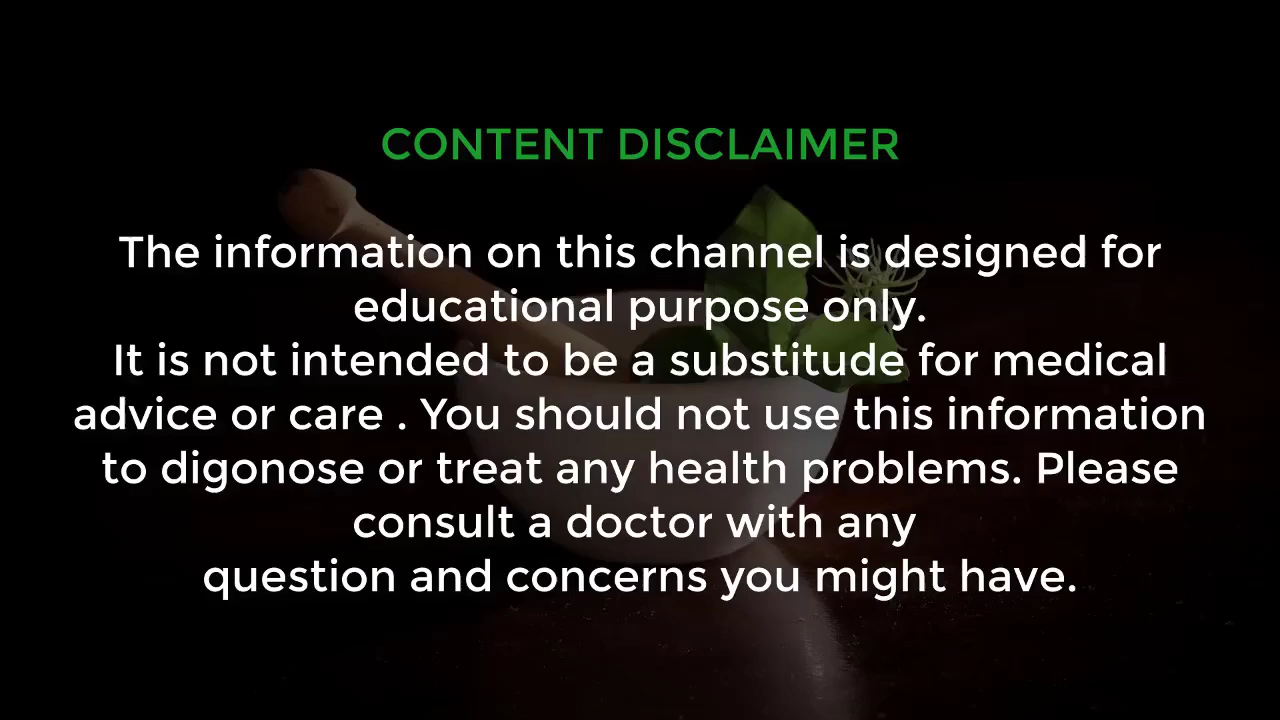 CONTENT DISCLAIMER
The information on this channel is designed for
educational purpose only.
It is not intended to be a substitude for medical
advice or care . You should not use this information
to digonose or treat any health problems. Please
consult a doctor with any
question and concerns you might have.